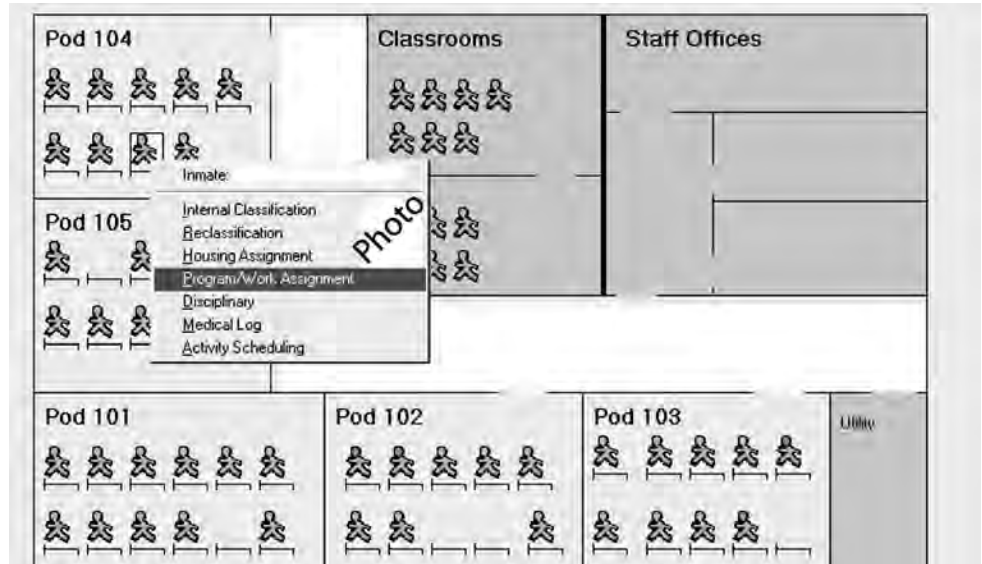 Pod 104
Classrooms
Staff Offices
Inmate:
Internal Classification
Reclassification
Housing Assignment
Program/Work Assignment
Disciplinary
Medical Log
Activity Scheduling
Photo
Pod 105
Pod 101
Pod 102
Pod 103
Utility